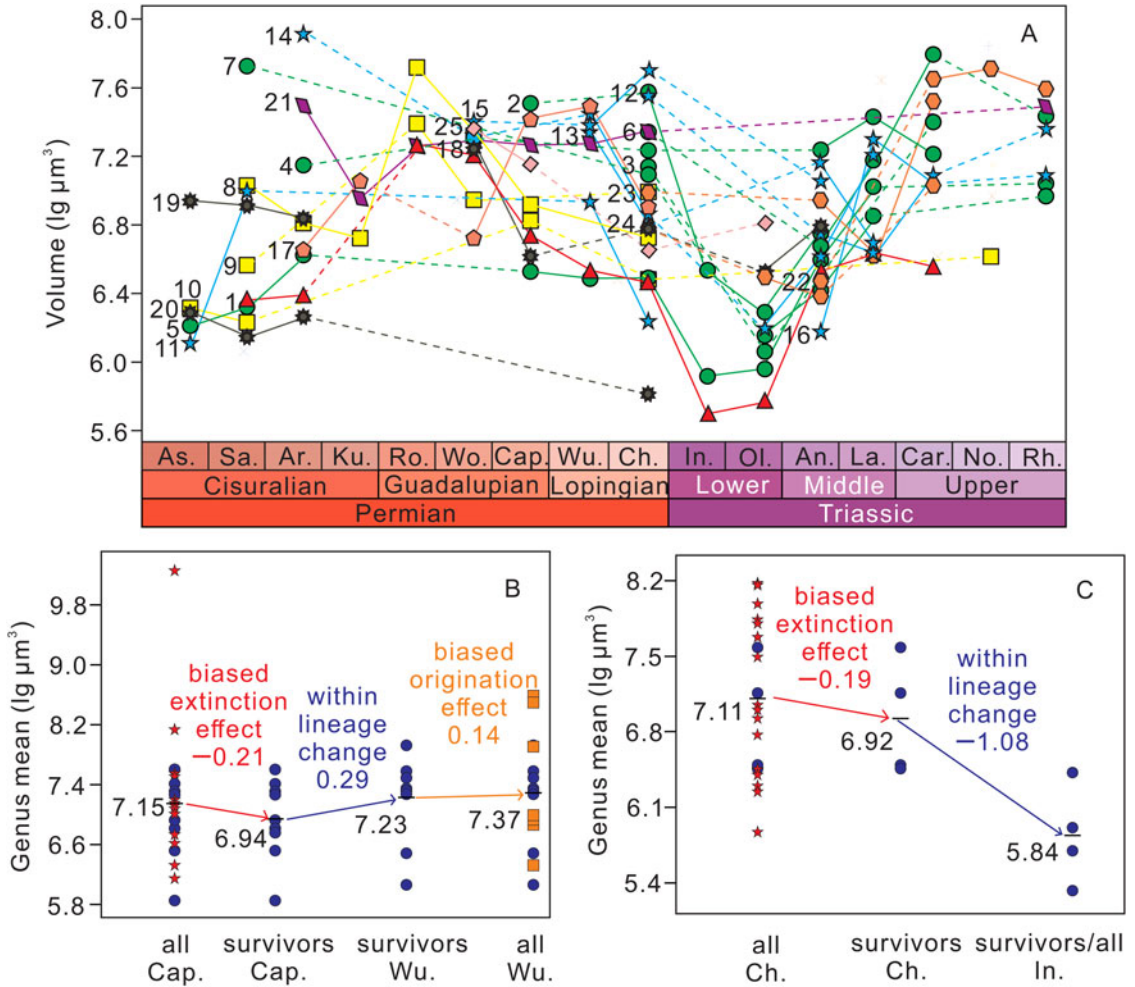 A
Volume (lg µm³)
8.0
7.6
7.2
6.8
6.4
6.0
5.6
14
7
21
4
19
8
17
9
10
20
1
5
11
15
25
18
2
13
12
6
3
23
24
22
16
As. Sa. Ar. Ku. Ro. Wo. Cap. Wu. Ch. In. Ol. An. La. Car. No. Rh.
Cisuralian Guadalupian Lopingian Lower Middle Upper
Permian Triassic
B
Genus mean (lg µm³)
9.8
9.0
8.2
7.4
6.6
5.8
biased
extinction
effect
−0.21
within
lineage
change
0.29
biased
origination
effect
0.14
7.15
6.94
7.23
7.37
all
Cap.
survivors
Cap.
survivors
Wu.
all
Wu.
C
Genus mean (lg µm³)
8.2
7.5
6.8
6.1
5.4
biased
extinction
effect
−0.19
within
lineage
change
−1.08
7.11
6.92
5.84
all
Ch.
survivors
Ch.
survivors/all
In.